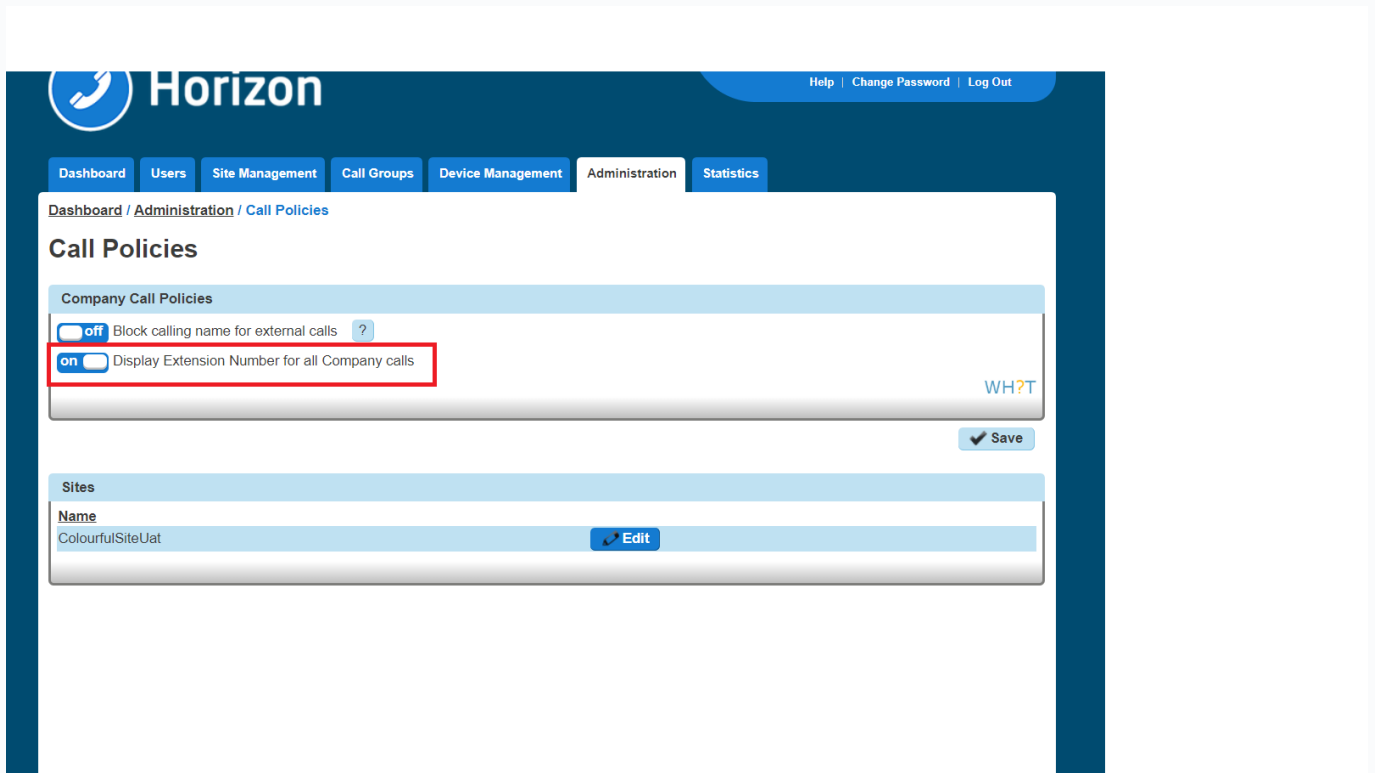 Horizon
Help | Change Password | Log Out
Dashboard Users Site Management Call Groups Device Management Administration Statistics
Dashboard / Administration / Call Policies
Call Policies
Company Call Policies
off Block calling name for external calls ?
on Display Extension Number for all Company calls
WH?T
Save
Sites
Name
ColourfulSiteUat Edit